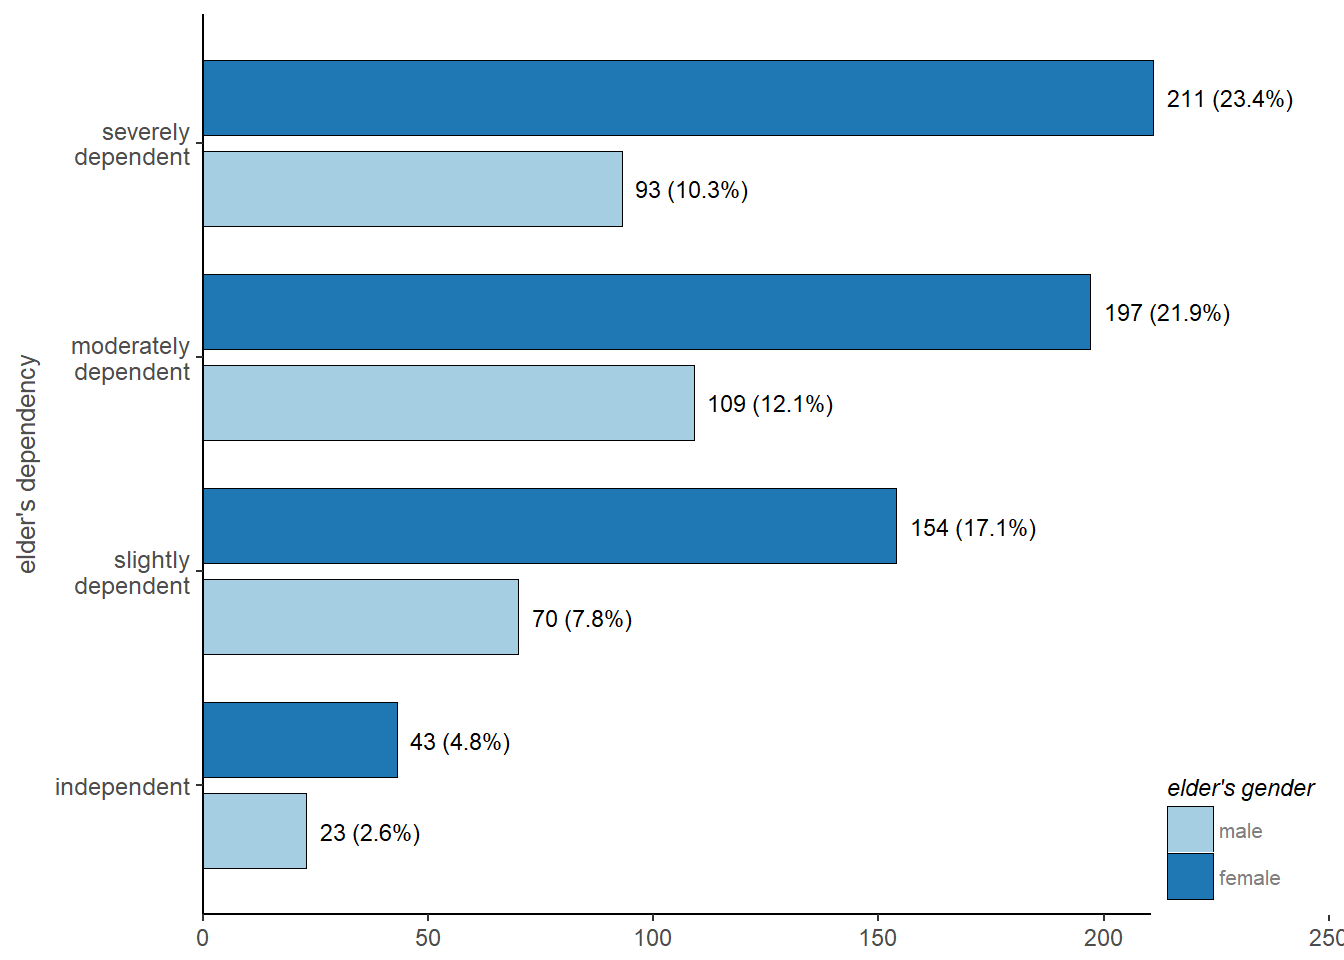 211 (23.4%)
severely
dependent
93 (10.3%)
197 (21.9%)
moderately
dependent
109 (12.1%)
elder's dependency
154 (17.1%)
slightly
dependent
70 (7.8%)
43 (4.8%)
independent
23 (2.6%)
elder's gender
male
female
0 50 100 150 200 250